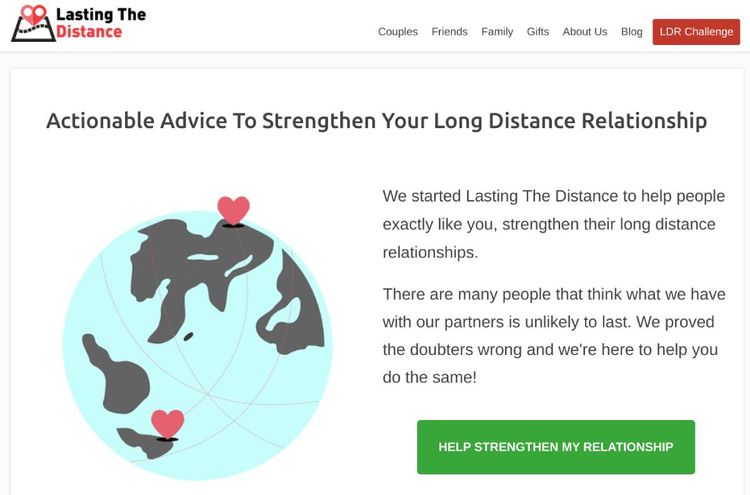 Lasting The
Distance
Couples Friends Family Gifts About Us Blog LDR Challenge
Actionable Advice To Strengthen Your Long Distance Relationship
We started Lasting The Distance to help people
exactly like you, strengthen their long distance
relationships.
There are many people that think what we have
with our partners is unlikely to last. We proved
the doubters wrong and we're here to help you
do the same!
HELP STRENGTHEN MY RELATIONSHIP